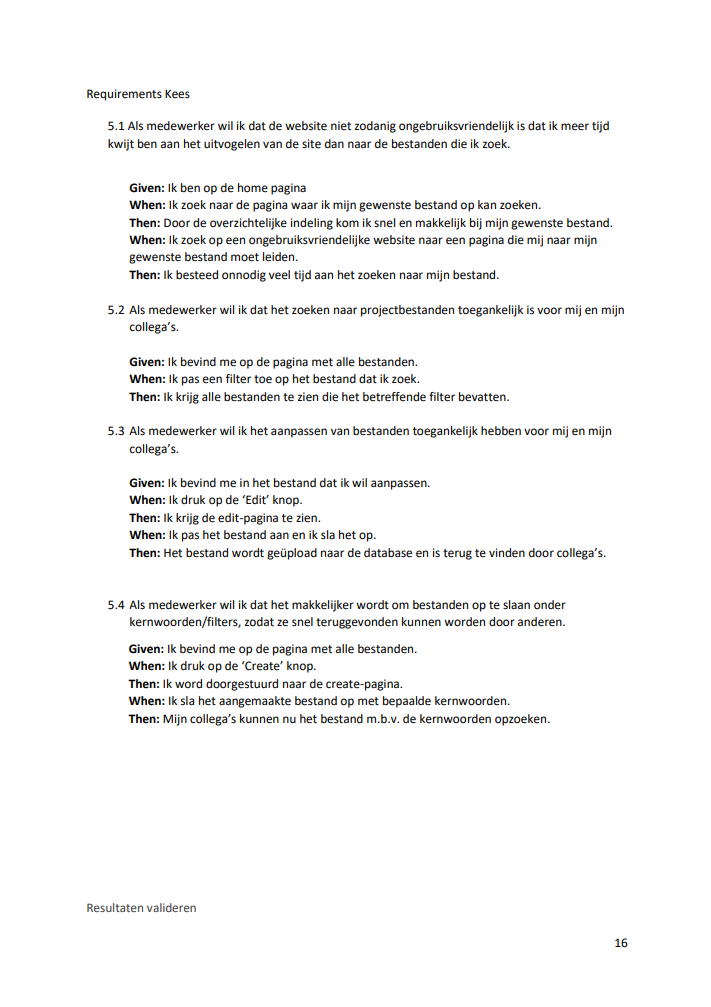 Requirements Kees
5.1 Als medewerker wil ik dat de website niet zodanig ongebruiksvriendelijk is dat ik meer tijd
kwijt ben aan het uitvogelen van de site dan naar de bestanden die ik zoek.
Given: Ik ben op de home pagina
When: Ik zoek naar de pagina waar ik mijn gewenste bestand op kan zoeken.
Then: Door de overzichtelijke indeling kom ik snel en makkelijk bij mijn gewenste bestand.
When: Ik zoek op een ongebruiksvriendelijke website naar een pagina die mij naar mijn
gewenste bestand moet leiden.
Then: Ik besteed onnodig veel tijd aan het zoeken naar mijn bestand.
5.2 Als medewerker wil ik dat het zoeken naar projectbestanden toegankelijk is voor mij en mijn
collega’s.
Given: Ik bevind me op de pagina met alle bestanden.
When: Ik pas een filter toe op het bestand dat ik zoek.
Then: Ik krijg alle bestanden te zien die het betreffende filter bevatten.
5.3 Als medewerker wil ik het aanpassen van bestanden toegankelijk hebben voor mij en mijn
collega’s.
Given: Ik bevind me in het bestand dat ik wil aanpassen.
When: Ik druk op de ‘Edit’ knop.
Then: Ik krijg de edit-pagina te zien.
When: Ik pas het bestand aan en ik sla het op.
Then: Het bestand wordt geüpload naar de database en is terug te vinden door collega’s.
5.4 Als medewerker wil ik dat het makkelijker wordt om bestanden op te slaan onder
kernwoorden/filters, zodat ze snel teruggevonden kunnen worden door anderen.
Given: Ik bevind me op de pagina met alle bestanden.
When: Ik druk op de ‘Create’ knop.
Then: Ik word doorgestuurd naar de create-pagina.
When: Ik sla het aangemaakte bestand op met bepaalde kernwoorden.
Then: Mijn collega’s kunnen nu het bestand m.b.v. de kernwoorden opzoeken.
Resultaten valideren
16